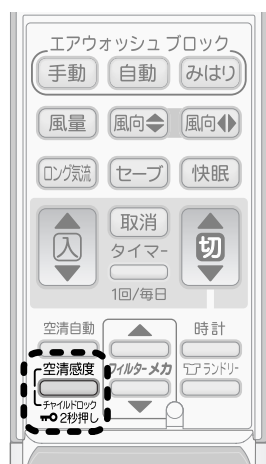 エアウォッシュ ブロック
手動 自動 みはり
風量 風向 風向
ロング気流 セーブ 快眠
入 取消 切
タイマー
1回/毎日
空清自動 時計
空清感度 フィルターメカ ランドリー
チャイルドロック
2秒押し